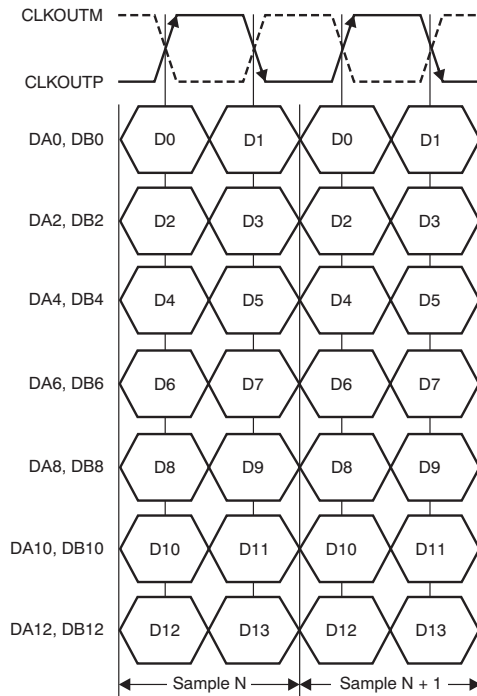 CLKOUTM
CLKOUTP
DA0, DB0 D0 D1 D0 D1
DA2, DB2 D2 D3 D2 D3
DA4, DB4 D4 D5 D4 D5
DA6, DB6 D6 D7 D6 D7
DA8, DB8 D8 D9 D8 D9
DA10, DB10 D10 D11 D10 D11
DA12, DB12 D12 D13 D12 D13
Sample N Sample N + 1